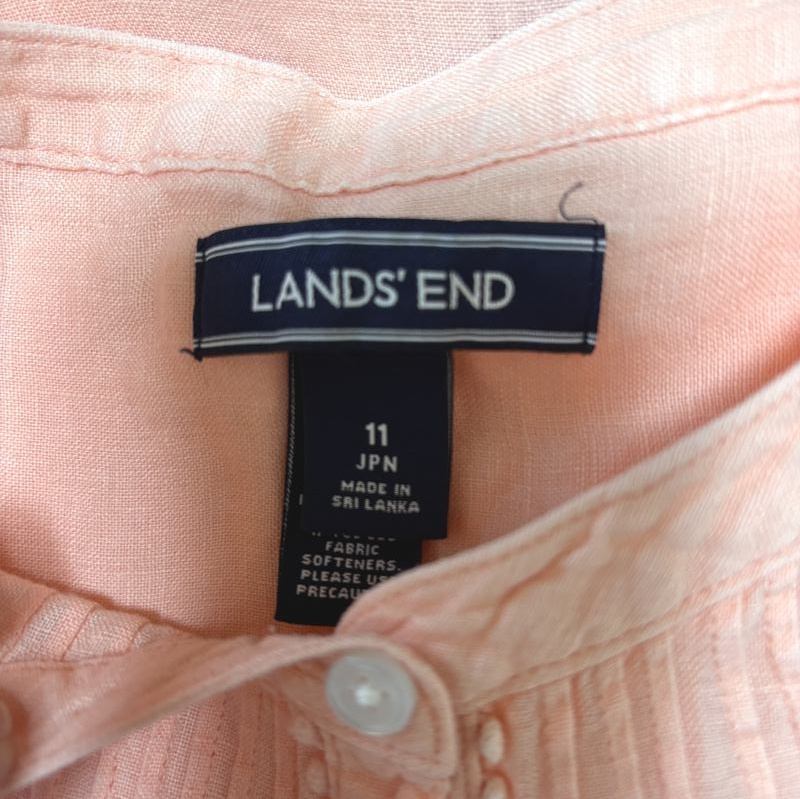 LANDS' END
11
JPN
MADE IN
SRI LANKA
FABRIC
SOFTENERS.
PLEASE